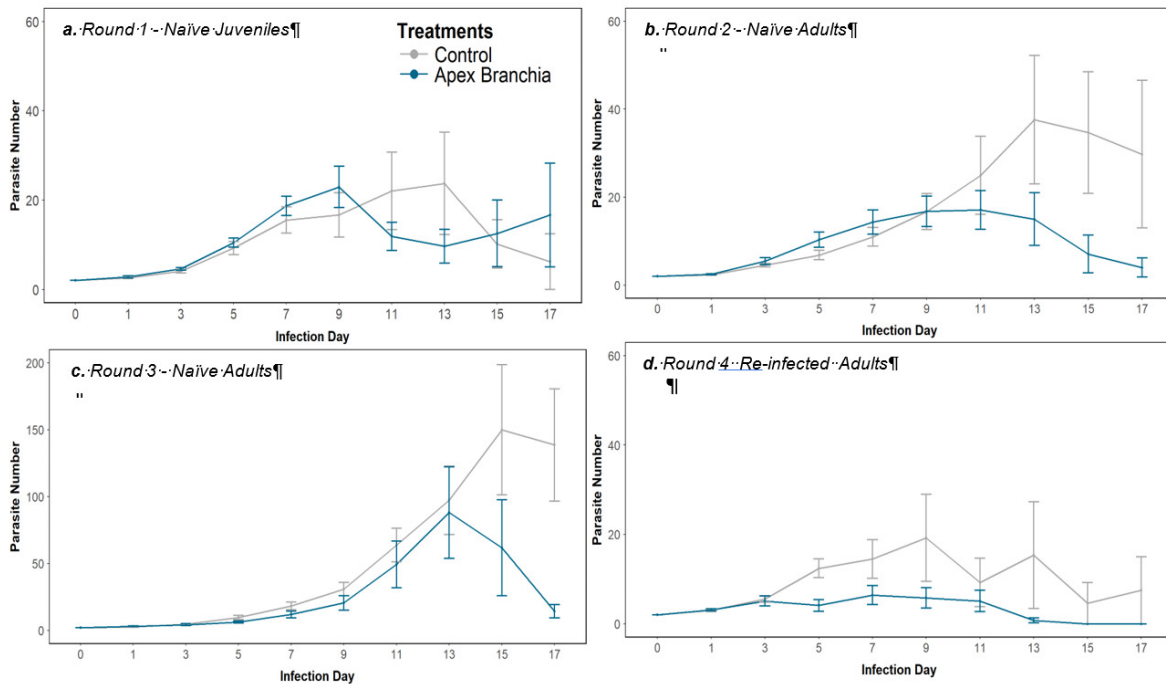 a.·Round·1·-·Naïve·Juveniles¶
Treatments
Control
Apex Branchia
60
40
20
0
Parasite Number
0 1 3 5 7 9 11 13 15 17
Infection Day
b.·Round·2·-·Naïve·Adults¶
"
60
40
20
0
Parasite Number
0 1 3 5 7 9 11 13 15 17
Infection Day
c.·Round·3·-·Naïve·Adults¶
"
200
150
100
50
0
Parasite Number
0 1 3 5 7 9 11 13 15 17
Infection Day
d.·Round·4··Re-infected··Adults¶
¶
60
40
20
0
Parasite Number
0 1 3 5 7 9 11 13 15 17
Infection Day